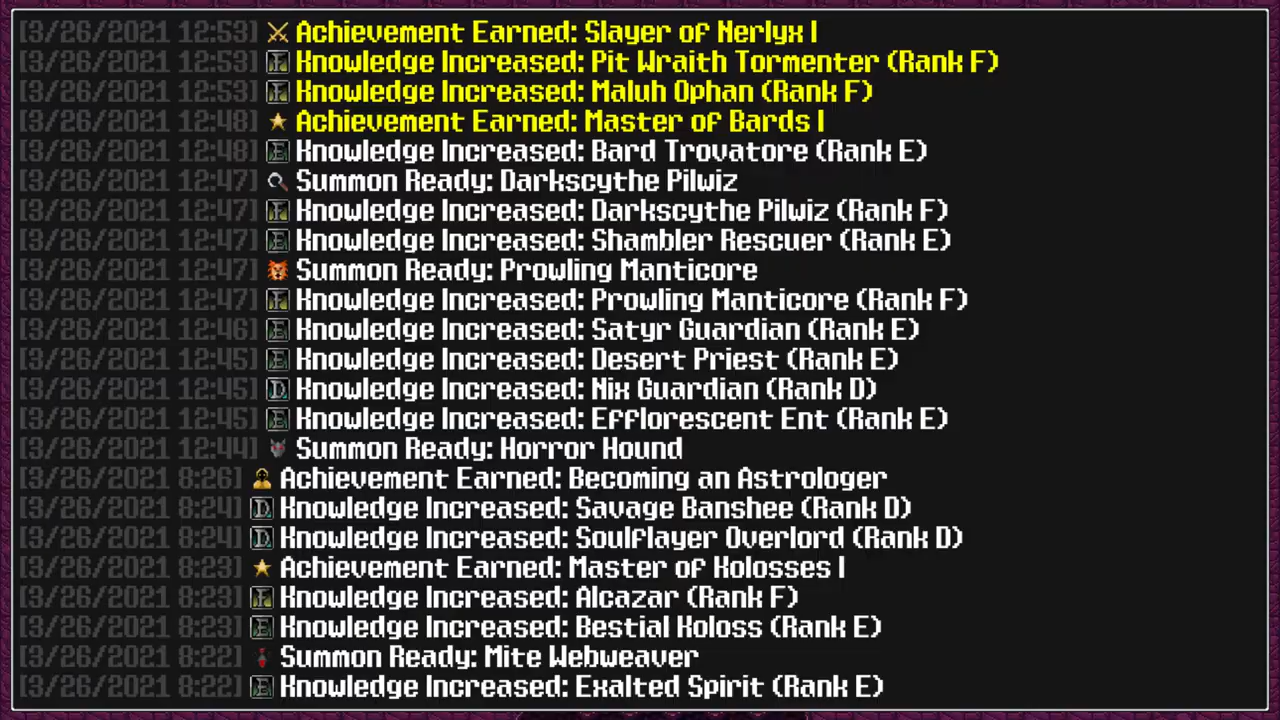 [3/26/2021 12:53] Achievement Earned: Slayer of Nerlyx I
[3/26/2021 12:53] Knowledge Increased: Pit Wraith Tormenter (Rank F)
[3/26/2021 12:53] Knowledge Increased: Maluh Ophan (Rank F)
[3/26/2021 12:48] Achievement Earned: Master of Bards I
[3/26/2021 12:48] Knowledge Increased: Bard Trovatore (Rank E)
[3/26/2021 12:47] Summon Ready: Darkscythe Pilwiz
[3/26/2021 12:47] Knowledge Increased: Darkscythe Pilwiz (Rank F)
[3/26/2021 12:47] Knowledge Increased: Shambler Rescuer (Rank E)
[3/26/2021 12:47] Summon Ready: Prowling Manticore
[3/26/2021 12:47] Knowledge Increased: Prowling Manticore (Rank F)
[3/26/2021 12:46] Knowledge Increased: Satyr Guardian (Rank E)
[3/26/2021 12:45] Knowledge Increased: Desert Priest (Rank E)
[3/26/2021 12:45] Knowledge Increased: Nix Guardian (Rank D)
[3/26/2021 12:45] Knowledge Increased: Efflorescent Ent (Rank E)
[3/26/2021 12:44] Summon Ready: Horror Hound
[3/26/2021 8:26] Achievement Earned: Becoming an Astrologer
[3/26/2021 8:24] Knowledge Increased: Savage Banshee (Rank D)
[3/26/2021 8:24] Knowledge Increased: Soulflayer Overlord (Rank D)
[3/26/2021 8:23] Achievement Earned: Master of Kolosses I
[3/26/2021 8:23] Knowledge Increased: Alcazar (Rank F)
[3/26/2021 8:23] Knowledge Increased: Bestial Koloss (Rank E)
[3/26/2021 8:22] Summon Ready: Mite Webweaver
[3/26/2021 8:22] Knowledge Increased: Exalted Spirit (Rank E)